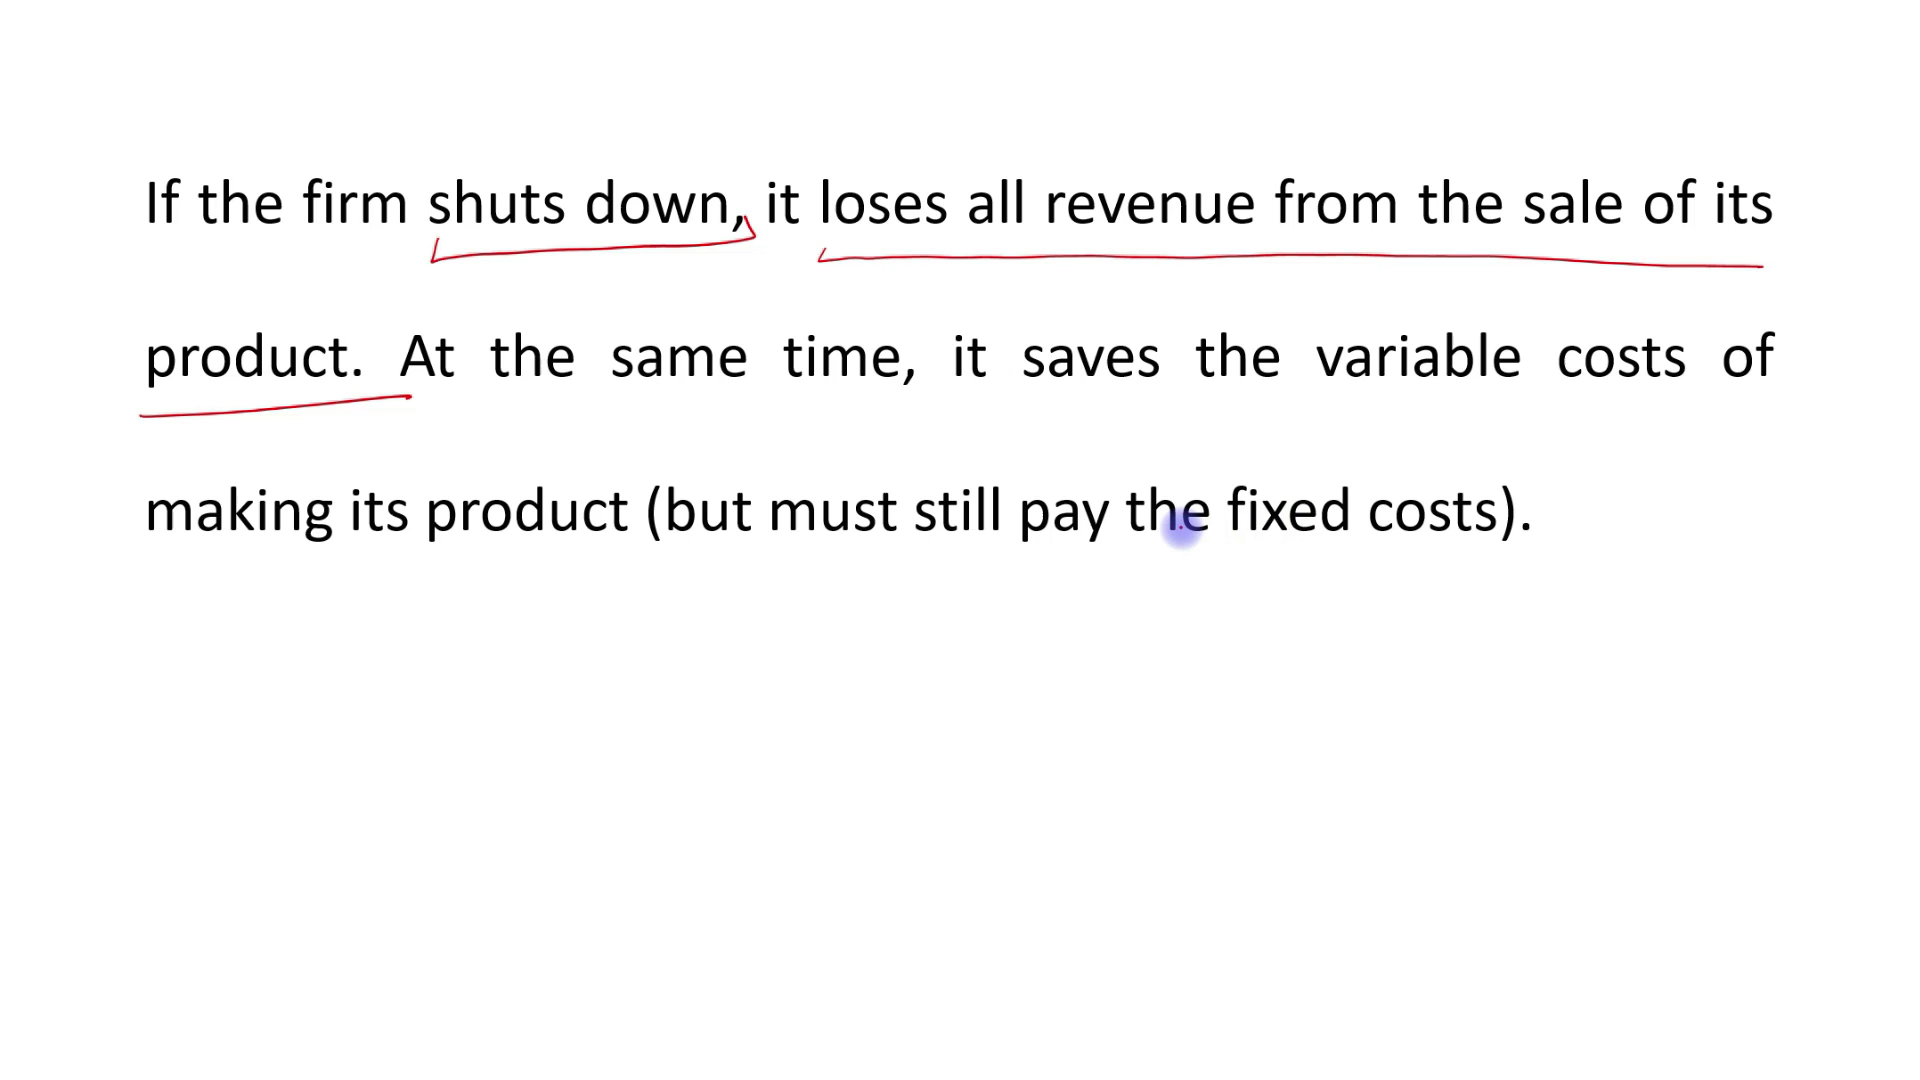 If the firm shuts down, it loses all revenue from the sale of its
product. At the same time, it saves the variable costs of
making its product (but must still pay the fixed costs).